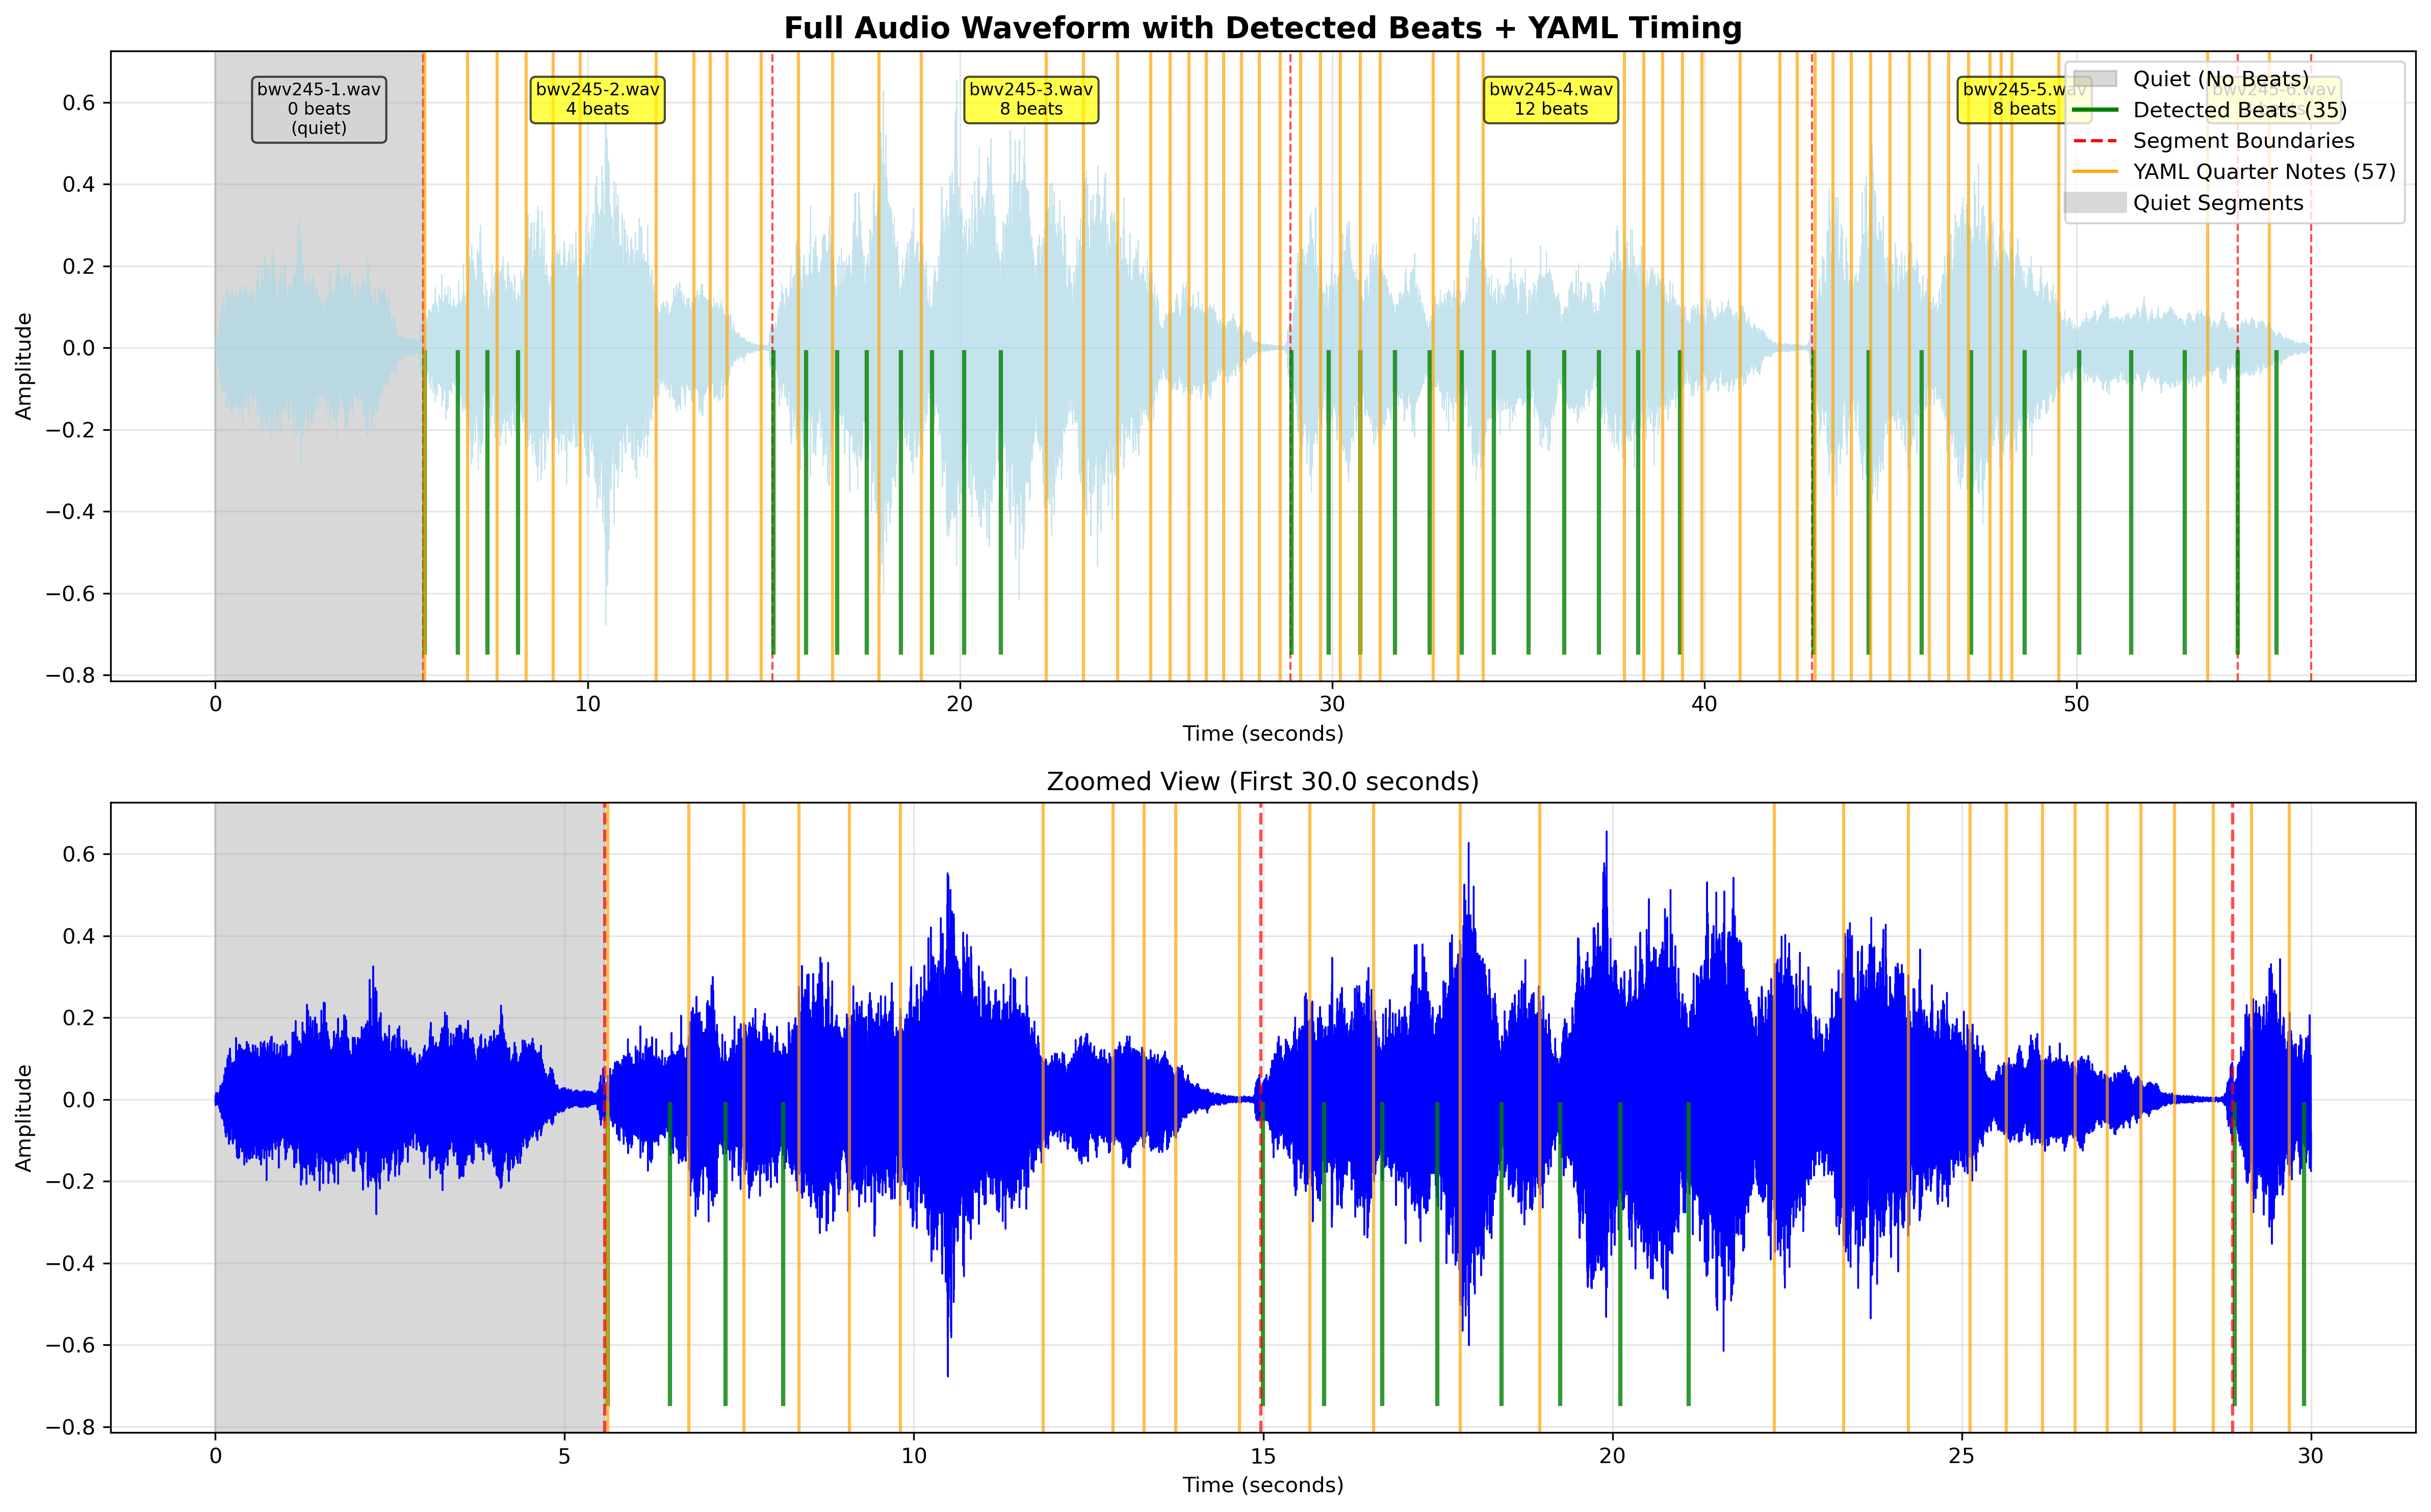 Full Audio Waveform with Detected Beats + YAML Timing
bwv245-1.wav
0 beats
(quiet)
bwv245-2.wav
4 beats
bwv245-3.wav
8 beats
bwv245-4.wav
12 beats
bwv245-5.wav
8 beats
bwv245-6.wav
Quiet (No Beats)
Detected Beats (35)
Segment Boundaries
YAML Quarter Notes (57)
Quiet Segments
Amplitude
0.6
0.4
0.2
0.0
−0.2
−0.4
−0.6
−0.8
0 10 20 30 40 50
Time (seconds)
Zoomed View (First 30.0 seconds)
Amplitude
0.6
0.4
0.2
0.0
−0.2
−0.4
−0.6
−0.8
0 5 10 15 20 25 30
Time (seconds)